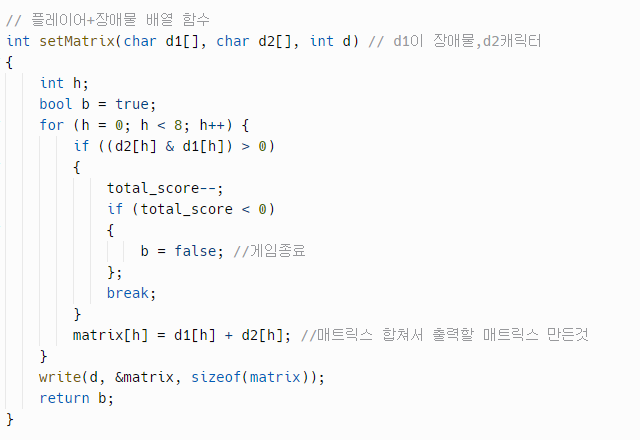 // 플레이어+장애물 배열 함수
int setMatrix(char d1[], char d2[], int d) // d1이 장애물,d2캐릭터
{
    int h;
    bool b = true;
    for (h = 0; h < 8; h++) {
        if ((d2[h] & d1[h]) > 0)
        {
            total_score--;
            if (total_score < 0)
            {
                b = false; //게임종료
            };
            break;
        }
        matrix[h] = d1[h] + d2[h]; //매트릭스 합쳐서 출력할 매트릭스 만든것
    }
    write(d, &matrix, sizeof(matrix));
    return b;
}